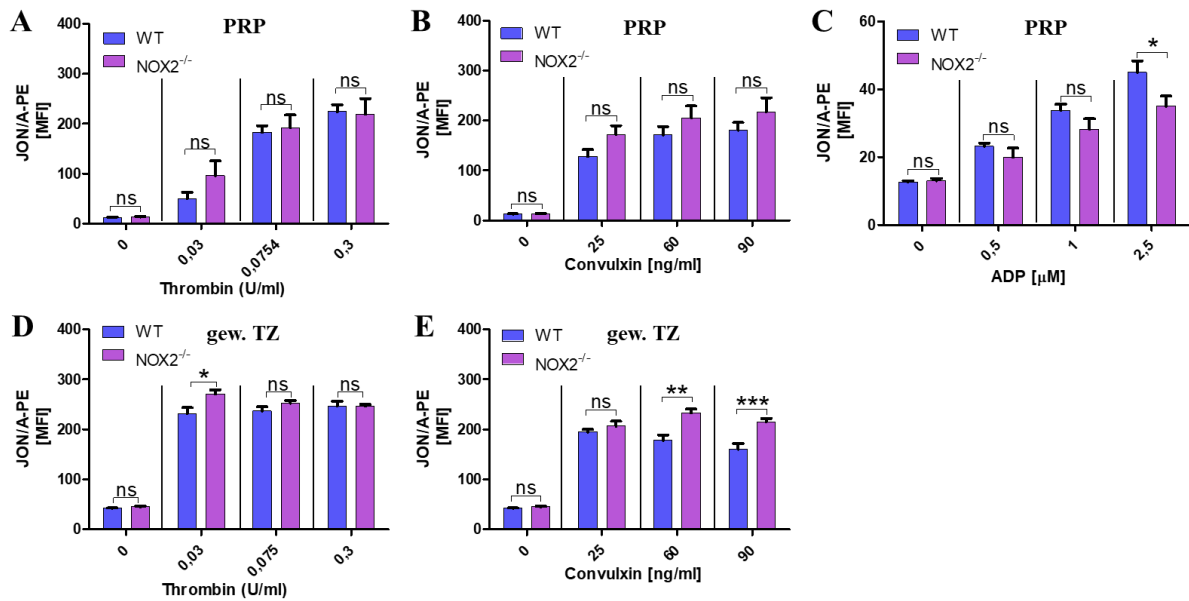 A
PRP
WT
NOX2-/-
JON/A-PE
[MFI]
400
300
200
100
0
ns
ns
ns
ns
0
0,03
0,0754
0,3
Thrombin (U/ml)
B
PRP
WT
NOX2-/-
JON/A-PE
[MFI]
400
300
200
100
0
ns
ns
ns
ns
0
25
60
90
Convulxin [ng/ml]
C
PRP
WT
NOX2-/-
JON/A-PE
[MFI]
60
40
20
0
ns
ns
ns
*
0
0,5
1
2,5
ADP [µM]
D
gew. TZ
WT
NOX2-/-
JON/A-PE
[MFI]
400
300
200
100
0
ns
*
ns
ns
0
0,03
0,075
0,3
Thrombin (U/ml)
E
gew. TZ
WT
NOX2-/-
JON/A-PE
[MFI]
400
300
200
100
0
ns
ns
**
***
0
25
60
90
Convulxin [ng/ml]